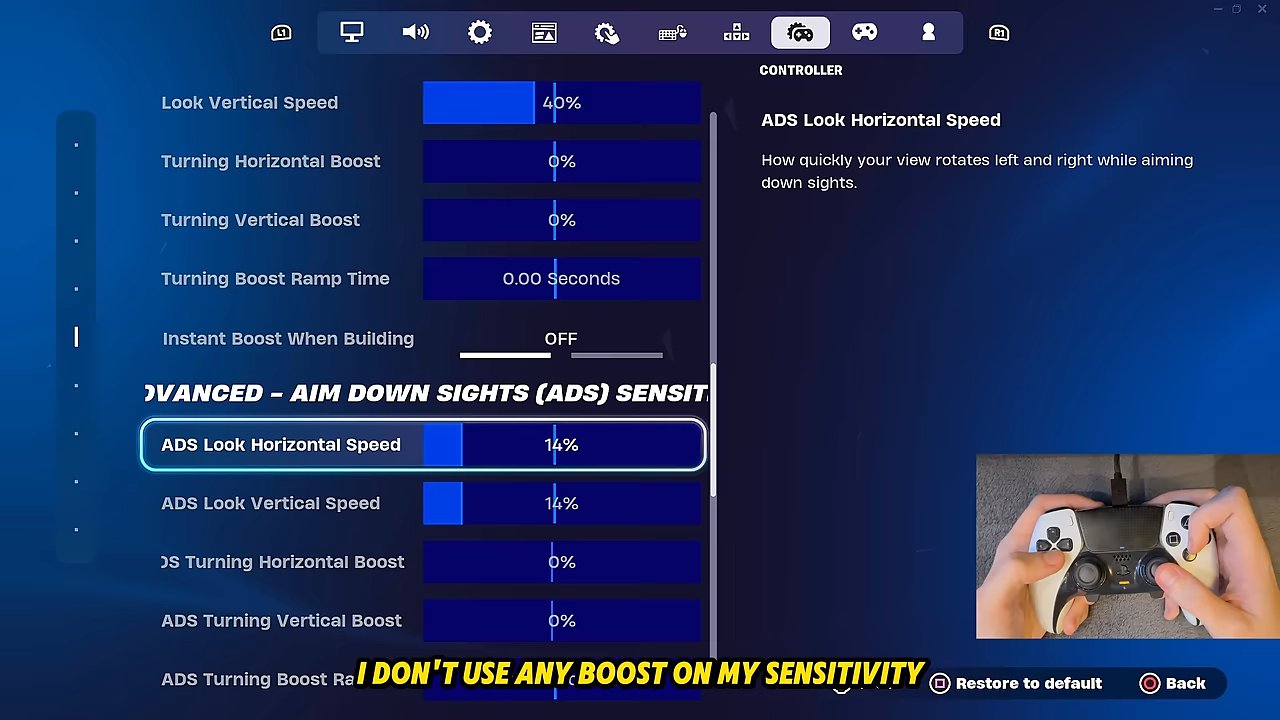 L1
R1
CONTROLLER
Look Vertical Speed 40%
Turning Horizontal Boost 0%
Turning Vertical Boost 0%
Turning Boost Ramp Time 0.00 Seconds
Instant Boost When Building OFF
DVANCED - AIM DOWN SIGHTS (ADS) SENSIT
ADS Look Horizontal Speed 14%
ADS Look Vertical Speed 14%
DS Turning Horizontal Boost 0%
ADS Turning Vertical Boost 0%
ADS Turning Boost Ra
ADS Look Horizontal Speed
How quickly your view rotates left and right while aiming
down sights.
I DON'T USE ANY BOOST ON MY SENSITIVITY
Restore to default
Back